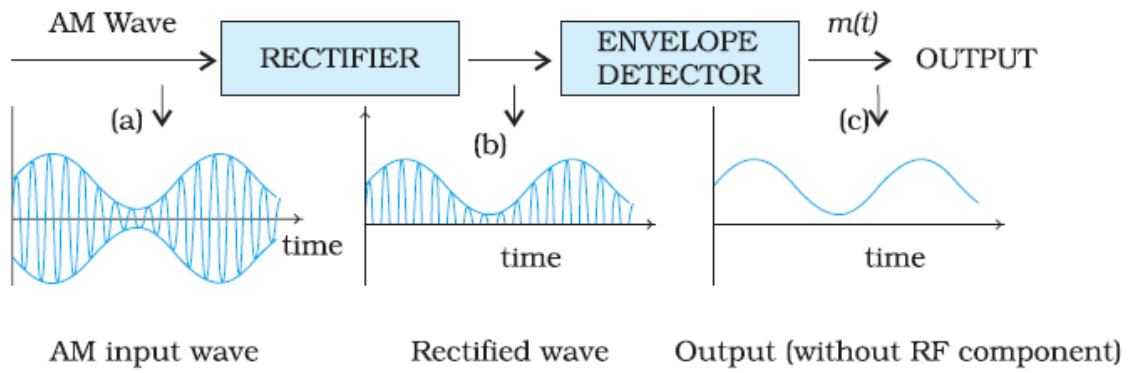 AM Wave
RECTIFIER
ENVELOPE
DETECTOR
m(t)
OUTPUT
(a)
(b)
(c)
time
time
time
AM input wave
Rectified wave
Output (without RF component)